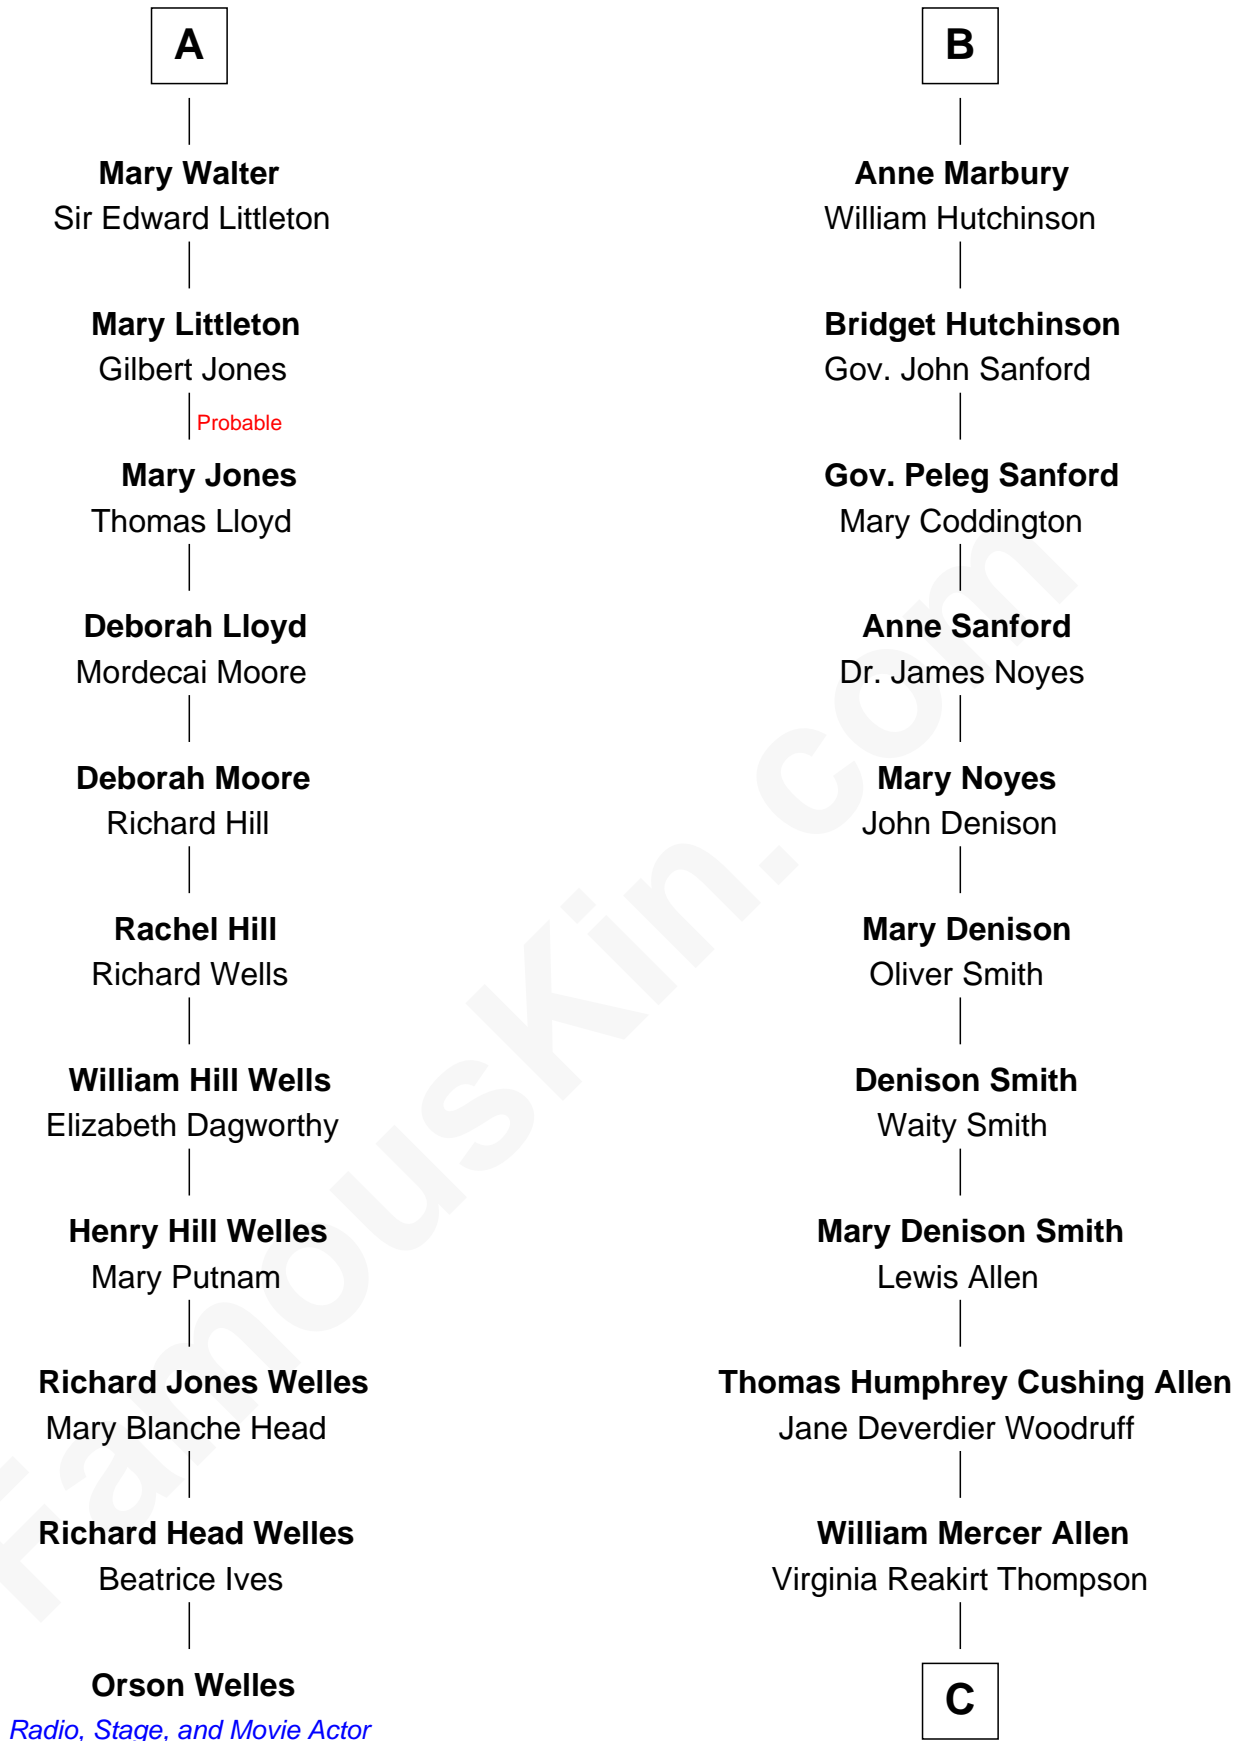 A
Mary Walter
Sir Edward Littleton
Mary Littleton
Gilbert Jones
Probable
Mary Jones
Thomas Lloyd
Deborah Lloyd
Mordecai Moore
Deborah Moore
Richard Hill
Rachel Hill
Richard Wells
William Hill Wells
Elizabeth Dagworthy
Henry Hill Welles
Mary Putnam
Richard Jones Welles
Mary Blanche Head
Richard Head Welles
Beatrice Ives
Orson Welles
Radio, Stage, and Movie Actor
B
Anne Marbury
William Hutchinson
Bridget Hutchinson
Gov. John Sanford
Gov. Peleg Sanford
Mary Coddington
Anne Sanford
Dr. James Noyes
Mary Noyes
John Denison
Mary Denison
Oliver Smith
Denison Smith
Waity Smith
Mary Denison Smith
Lewis Allen
Thomas Humphrey Cushing Allen
Jane Deverdier Woodruff
William Mercer Allen
Virginia Reakirt Thompson
C
FamousKin.com